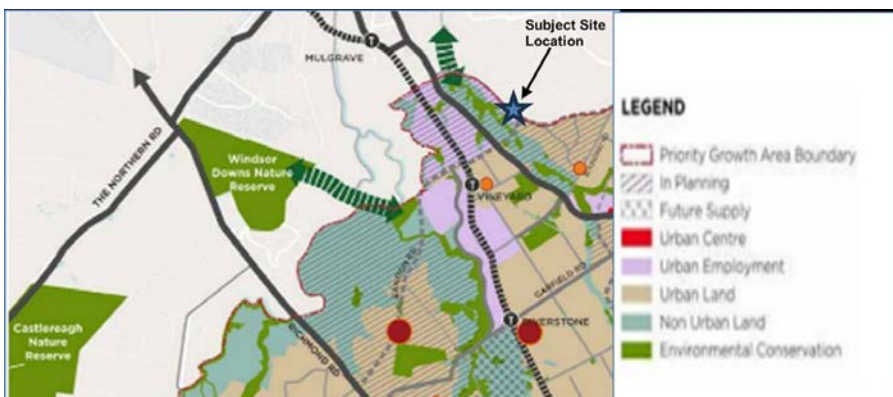 Subject Site
Location
MULGRAVE
THE NORTHERN RD
Windsor
Downs Nature
Reserve
VINEYARD
GARFIELD RD
RIVERSTONE
RICHMOND RD
Castlereagh
Nature
Reserve
LEGEND
Priority Growth Area Boundary
In Planning
Future Supply
Urban Centre
Urban Employment
Urban Land
Non Urban Land
Environmental Conservation